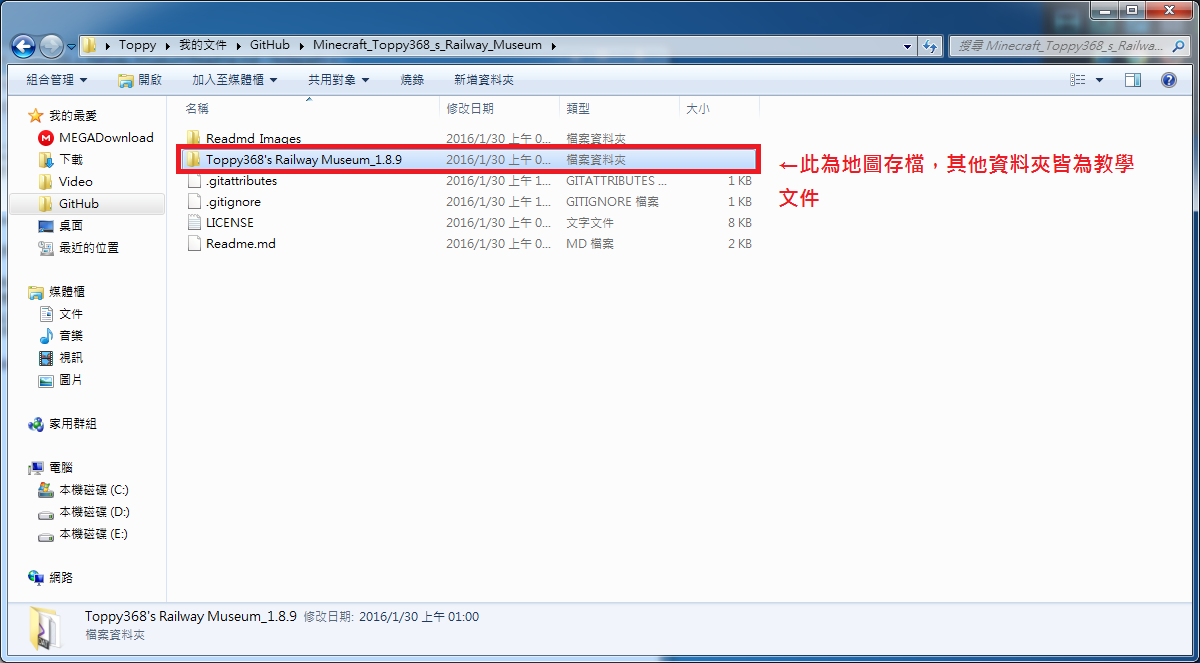 Toppy 我的文件 GitHub Minecraft_Toppy368_s_Railway_Museum
搜尋 Minecraft_Toppy368_s_Railwa...
組合管理 開啟 加入至媒體櫃 共用對象 燒錄 新增資料夾
名稱 修改日期 類型 大小
我的最愛
MEGADownload
下載
Video
GitHub
桌面
最近的位置
媒體櫃
文件
音樂
視訊
圖片
家用群組
電腦
本機磁碟 (C:)
本機磁碟 (D:)
本機磁碟 (E:)
網路
Readmd Images 2016/1/30 上午 0... 檔案資料夾
Toppy368's Railway Museum_1.8.9 2016/1/30 上午 0... 檔案資料夾
.gitattributes 2016/1/30 上午 1... GITATTRIBUTES ... 1 KB
.gitignore 2016/1/30 上午 1... GITIGNORE 檔案 1 KB
LICENSE 2016/1/30 上午 0... 文字文件 8 KB
Readme.md 2016/1/30 上午 0... MD 檔案 2 KB
←此為地圖存檔，其他資料夾皆為教學
文件
Toppy368's Railway Museum_1.8.9 修改日期: 2016/1/30 上午 01:00
檔案資料夾